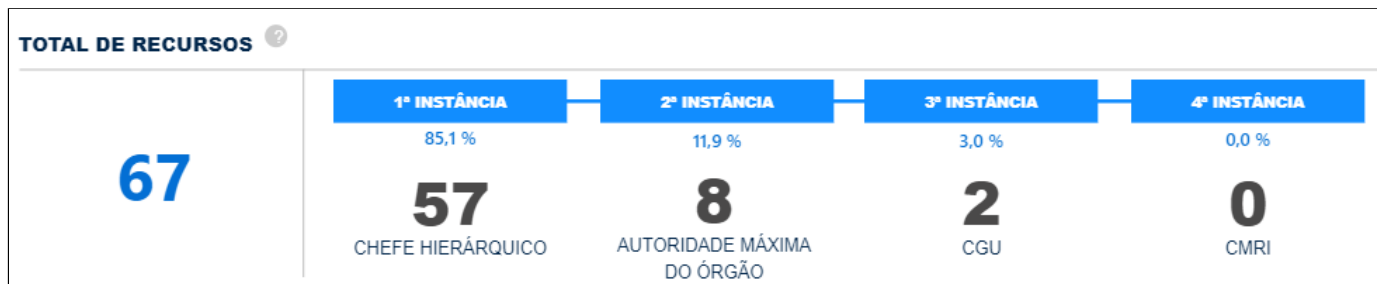 TOTAL DE RECURSOS ?
67
1ª INSTÂNCIA
85,1 %
57
CHEFE HIERÁRQUICO
2ª INSTÂNCIA
11,9 %
8
AUTORIDADE MÁXIMA
DO ÓRGÃO
3ª INSTÂNCIA
3,0 %
2
CGU
4ª INSTÂNCIA
0,0 %
0
CMRI